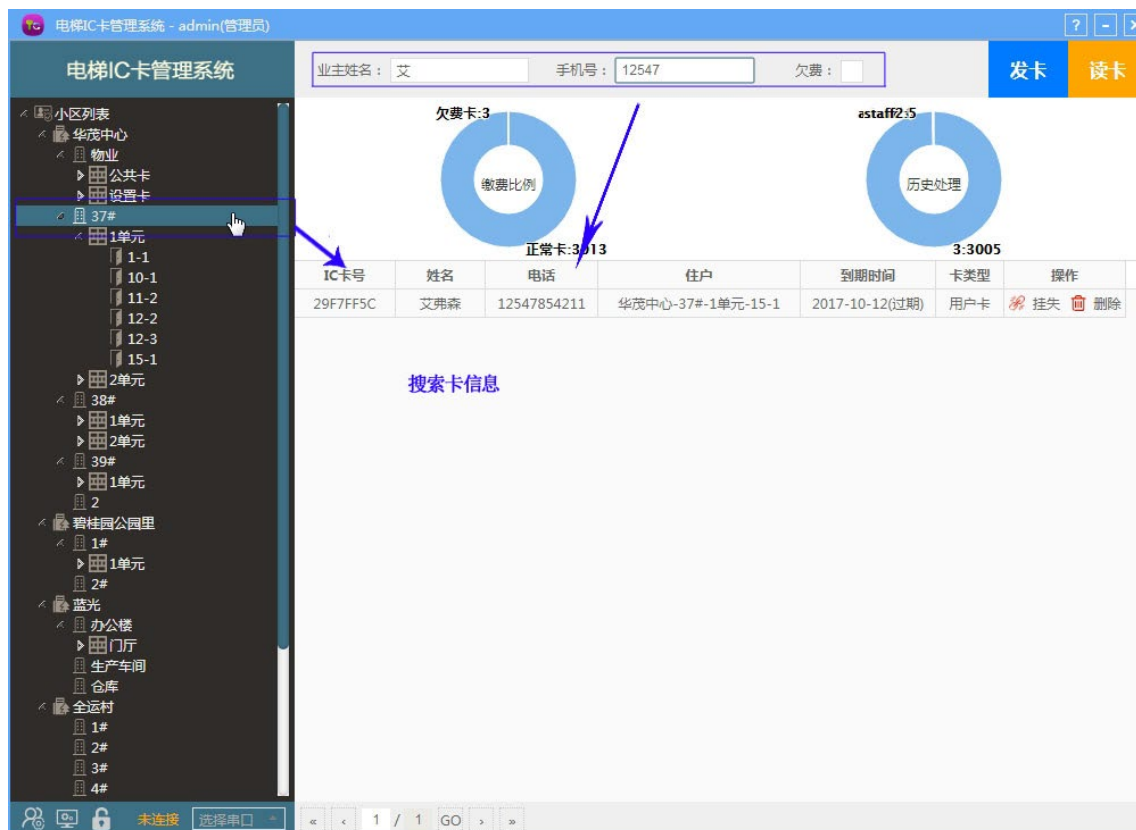 电梯IC卡管理系统 - admin(管理员)
电梯IC卡管理系统
业主姓名： 艾 手机号： 12547 欠费：
发卡 读卡
小区列表
华茂中心
物业
公共卡
设置卡
37#
1单元
1-1
10-1
11-2
12-2
12-3
15-1
2单元
38#
1单元
2单元
39#
1单元
2
碧桂园公园里
1#
1单元
2#
蓝光
办公楼
门厅
生产车间
仓库
全运村
1#
2#
3#
4#
未连接 选择串口
欠费卡:3
缴费比例
正常卡:3013
astaff2:5
历史处理
3:3005
IC卡号 姓名 电话 住户 到期时间 卡类型 操作
29F7FF5C 艾弗森 12547854211 华茂中心-37#-1单元-15-1 2017-10-12(过期) 用户卡 挂失 删除
搜索卡信息
« ‹ 1 / 1 GO › »